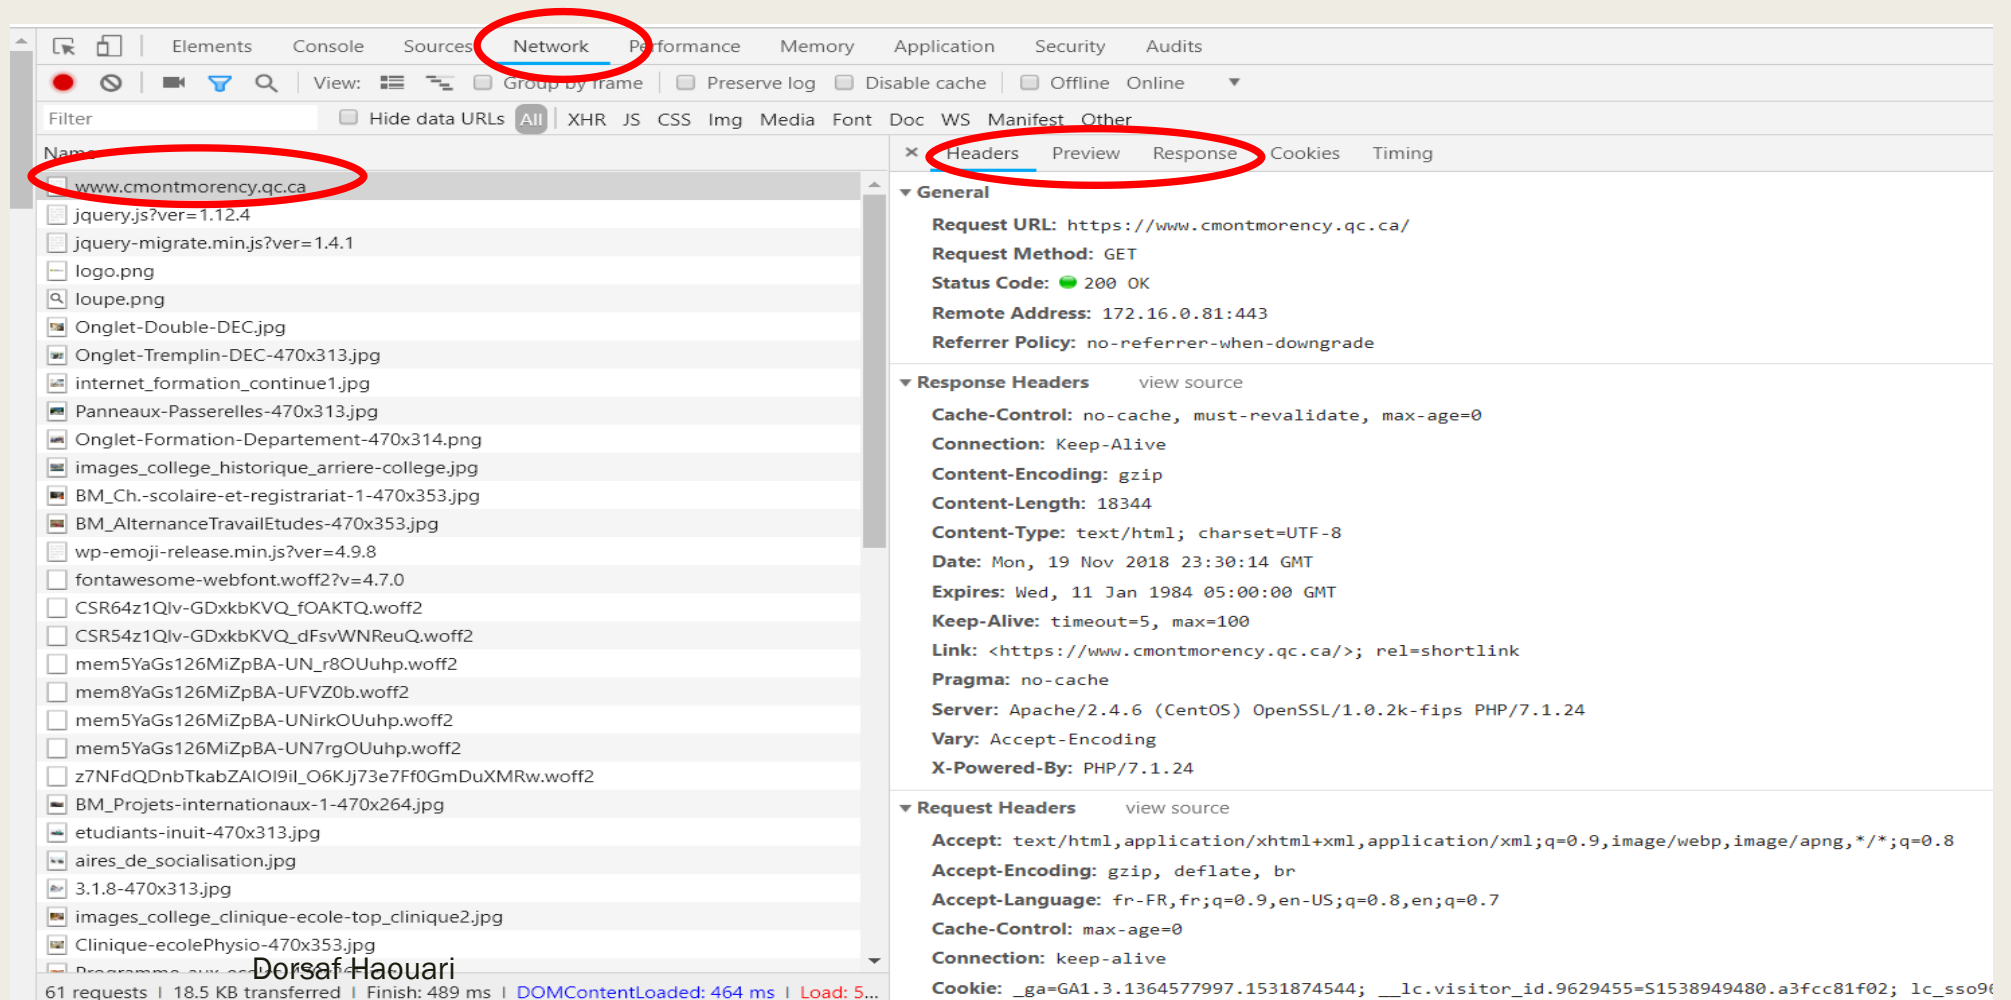 Elements Console Sources Network Performance Memory Application Security Audits
View: Group by frame Preserve log Disable cache Offline Online
Filter Hide data URLs All XHR JS CSS Img Media Font Doc WS Manifest Other
Name
www.cmontmorency.qc.ca
jquery.js?ver=1.12.4
jquery-migrate.min.js?ver=1.4.1
logo.png
loupe.png
Onglet-Double-DEC.jpg
Onglet-Tremplin-DEC-470x313.jpg
internet_formation_continue1.jpg
Panneaux-Passerelles-470x313.jpg
Onglet-Formation-Departement-470x314.png
images_college_historique_arriere-college.jpg
BM_Ch.-scolaire-et-registrariat-1-470x353.jpg
BM_AlternanceTravailEtudes-470x353.jpg
wp-emoji-release.min.js?ver=4.9.8
fontawesome-webfont.woff2?v=4.7.0
CSR64z1Qlv-GDxkbKVQ_fOAKTQ.woff2
CSR54z1Qlv-GDxkbKVQ_dFsvWNReuQ.woff2
mem5YaGs126MiZpBA-UN_r8OUuhp.woff2
mem8YaGs126MiZpBA-UFVZ0b.woff2
mem5YaGs126MiZpBA-UNirkOUuhp.woff2
mem5YaGs126MiZpBA-UN7rgOUuhp.woff2
z7NFdQDnbTkabZAIOI9il_O6KJj73e7Ff0GmDuXMRw.woff2
BM_Projets-internationaux-1-470x264.jpg
etudiants-inuit-470x313.jpg
aires_de_socialisation.jpg
3.1.8-470x313.jpg
images_college_clinique-ecole-top_clinique2.jpg
Clinique-ecolePhysio-470x353.jpg
Dorsaf Haouari
61 requests | 18.5 KB transferred | Finish: 489 ms | DOMContentLoaded: 464 ms | Load: 5...
Headers Preview Response Cookies Timing
General
Request URL: https://www.cmontmorency.qc.ca/
Request Method: GET
Status Code: 200 OK
Remote Address: 172.16.0.81:443
Referrer Policy: no-referrer-when-downgrade
Response Headers view source
Cache-Control: no-cache, must-revalidate, max-age=0
Connection: Keep-Alive
Content-Encoding: gzip
Content-Length: 18344
Content-Type: text/html; charset=UTF-8
Date: Mon, 19 Nov 2018 23:30:14 GMT
Expires: Wed, 11 Jan 1984 05:00:00 GMT
Keep-Alive: timeout=5, max=100
Link: <https://www.cmontmorency.qc.ca/>; rel=shortlink
Pragma: no-cache
Server: Apache/2.4.6 (CentOS) OpenSSL/1.0.2k-fips PHP/7.1.24
Vary: Accept-Encoding
X-Powered-By: PHP/7.1.24
Request Headers view source
Accept: text/html,application/xhtml+xml,application/xml;q=0.9,image/webp,image/apng,*/*;q=0.8
Accept-Encoding: gzip, deflate, br
Accept-Language: fr-FR,fr;q=0.9,en-US;q=0.8,en;q=0.7
Cache-Control: max-age=0
Connection: keep-alive
Cookie: _ga=GA1.3.1364577997.1531874544; __lc.visitor_id.9629455=S1538949480.a3fcc81f02;